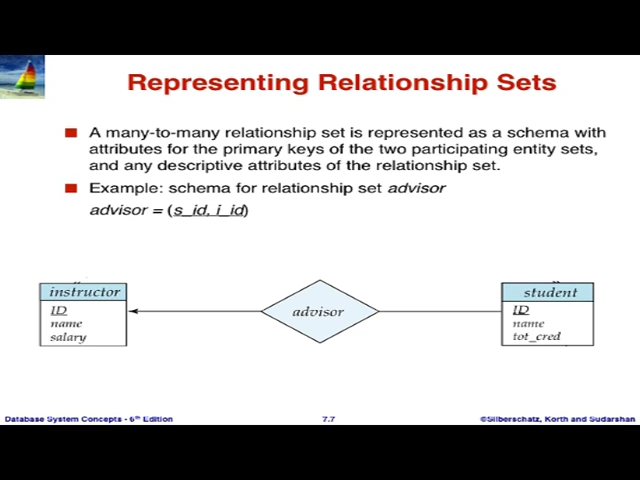 Representing Relationship Sets
A many-to-many relationship set is represented as a schema with
attributes for the primary keys of the two participating entity sets,
and any descriptive attributes of the relationship set.
Example: schema for relationship set advisor
advisor = (s_id, i_id)
instructor
ID
name
salary
advisor
student
ID
name
tot_cred
Database System Concepts - 6th Edition
7.7
©Silberschatz, Korth and Sudarshan